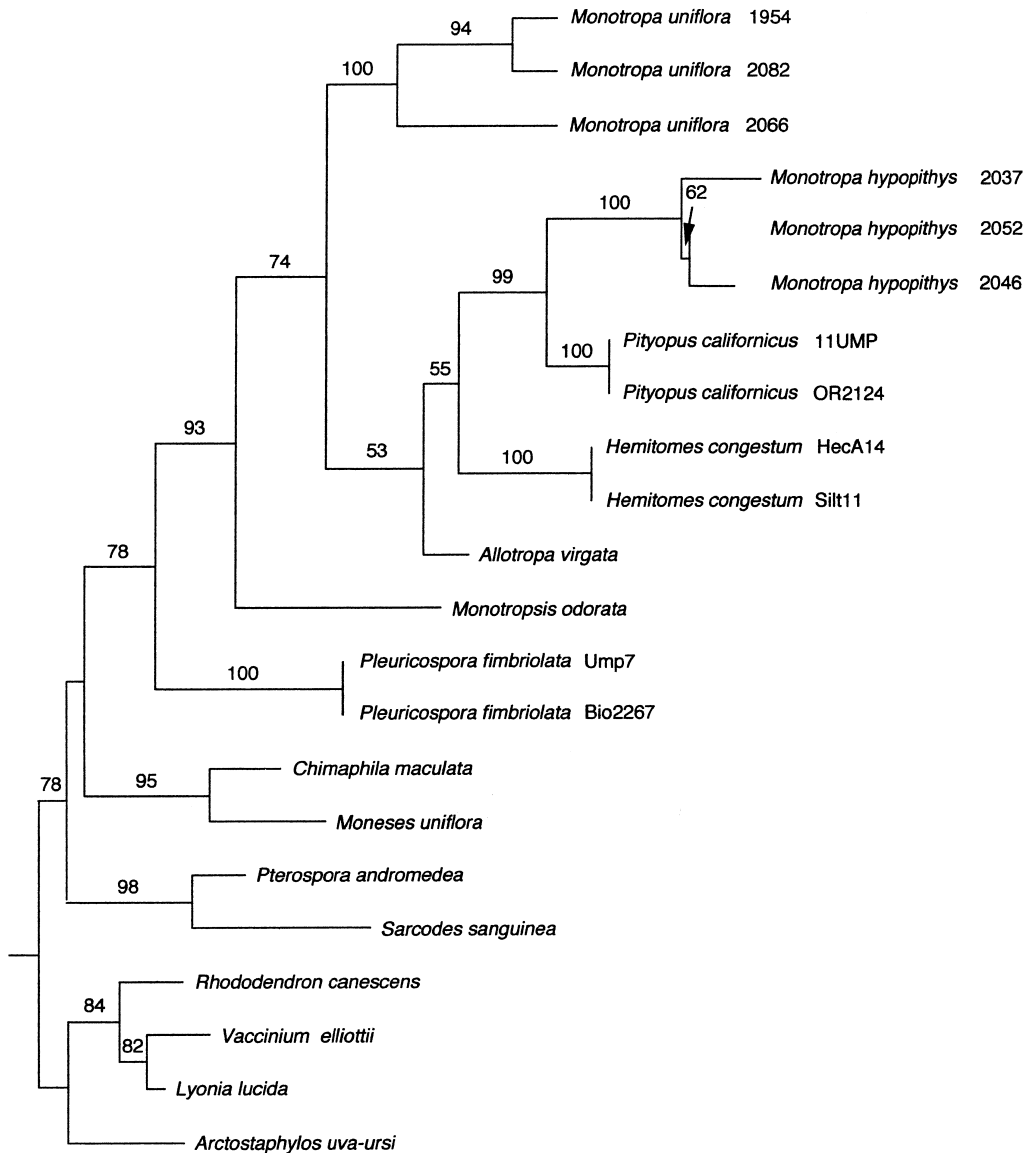 Monotropa uniflora 1954
94
Monotropa uniflora 2082
100
Monotropa uniflora 2066
Monotropa hypopithys 2037
62
100
Monotropa hypopithys 2052
74
99
Monotropa hypopithys 2046
Pityopus californicus 11UMP
100
55
Pityopus californicus OR2124
93
53
Hemitomes congestum HecA14
100
Hemitomes congestum Silt11
78
Allotropa virgata
Monotropsis odorata
Pleuricospora fimbriolata Ump7
100
Pleuricospora fimbriolata Bio2267
Chimaphila maculata
78
95
Moneses uniflora
Pterospora andromedea
98
Sarcodes sanguinea
Rhododendron canescens
84
Vaccinium elliottii
82
Lyonia lucida
Arctostaphylos uva-ursi